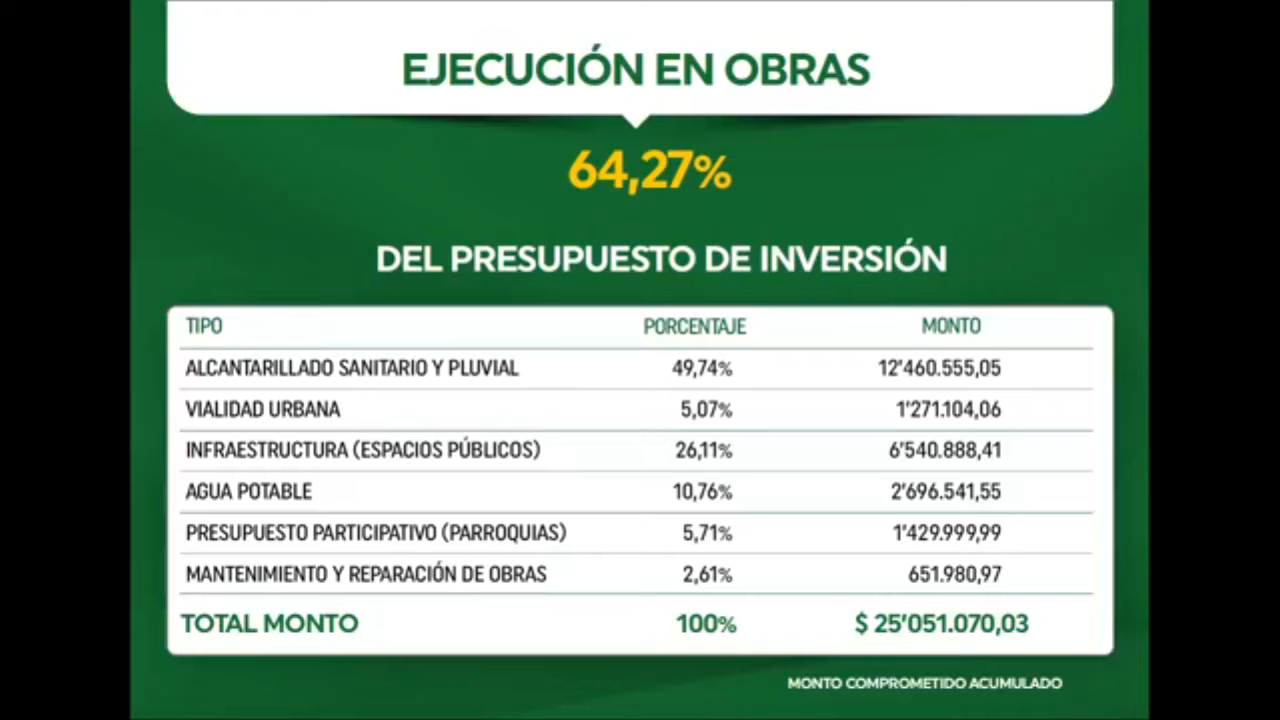 EJECUCIÓN EN OBRAS
64,27%
DEL PRESUPUESTO DE INVERSIÓN
TIPO PORCENTAJE MONTO
ALCANTARILLADO SANITARIO Y PLUVIAL 49,74% 12'460.555,05
VIALIDAD URBANA 5,07% 1'271.104,06
INFRAESTRUCTURA (ESPACIOS PÚBLICOS) 26,11% 6'540.888,41
AGUA POTABLE 10,76% 2'696.541,55
PRESUPUESTO PARTICIPATIVO (PARROQUIAS) 5,71% 1'429.999,99
MANTENIMIENTO Y REPARACIÓN DE OBRAS 2,61% 651.980,97
TOTAL MONTO 100% $ 25'051.070,03
MONTO COMPROMETIDO ACUMULADO